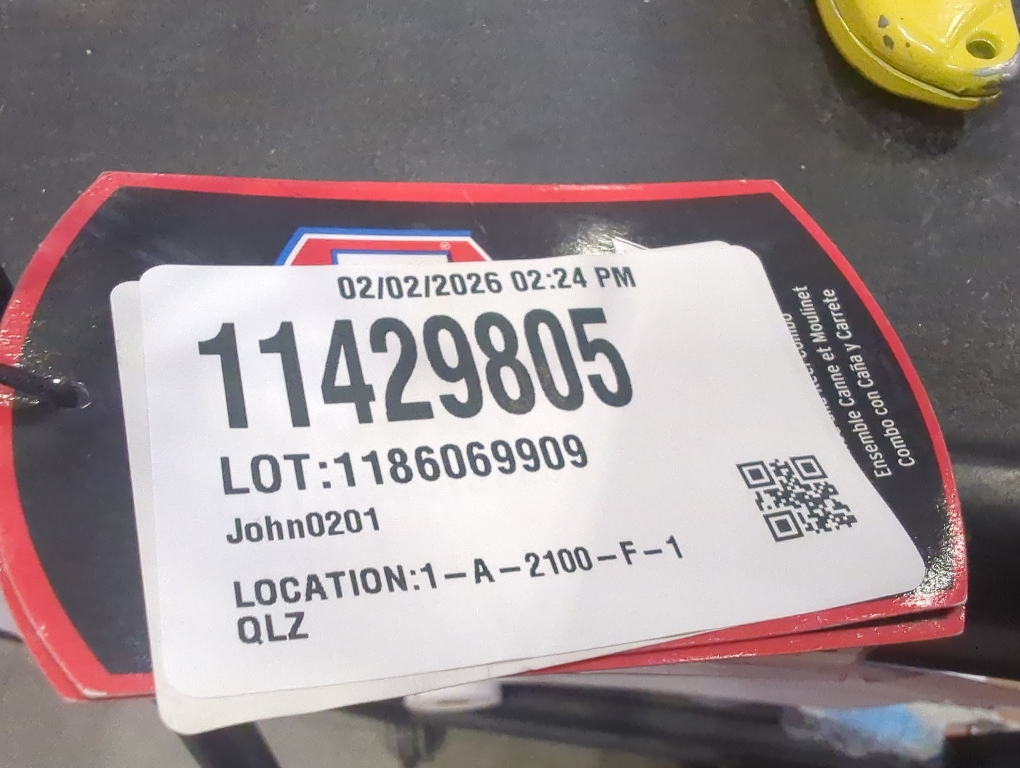 02/02/2026 02:24 PM
11429805
LOT:1186069909
John0201
LOCATION:1-A-2100-F-1
QLZ
Ensemble Canne et Moulinet
Combo con Caña y Carrete